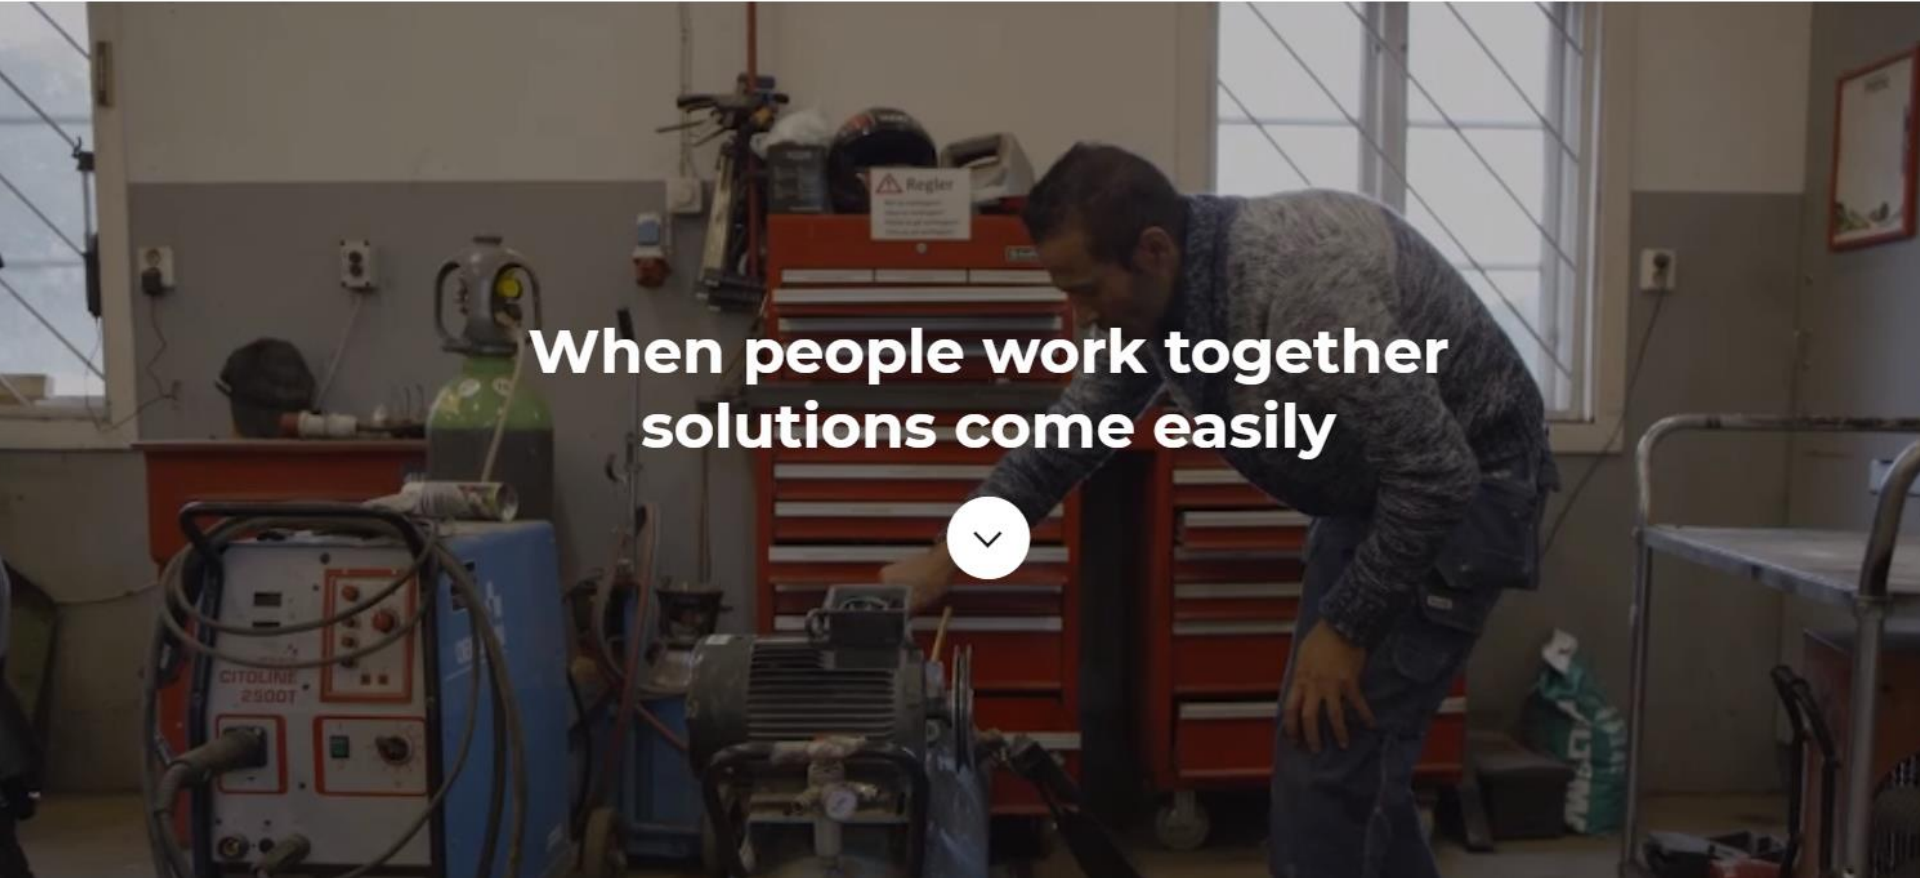 Regler
When people work together
solutions come easily
CITOLINE
2500T